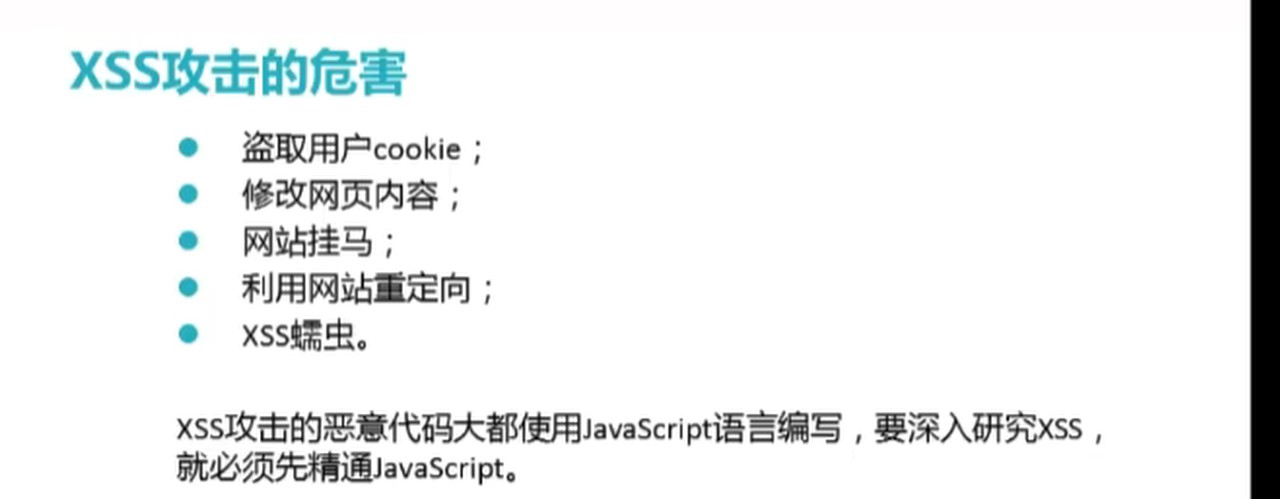 XSS攻击的危害
盗取用户cookie；
修改网页内容；
网站挂马；
利用网站重定向；
XSS蠕虫。
XSS攻击的恶意代码大都使用JavaScript语言编写，要深入研究XSS，
就必须先精通JavaScript。